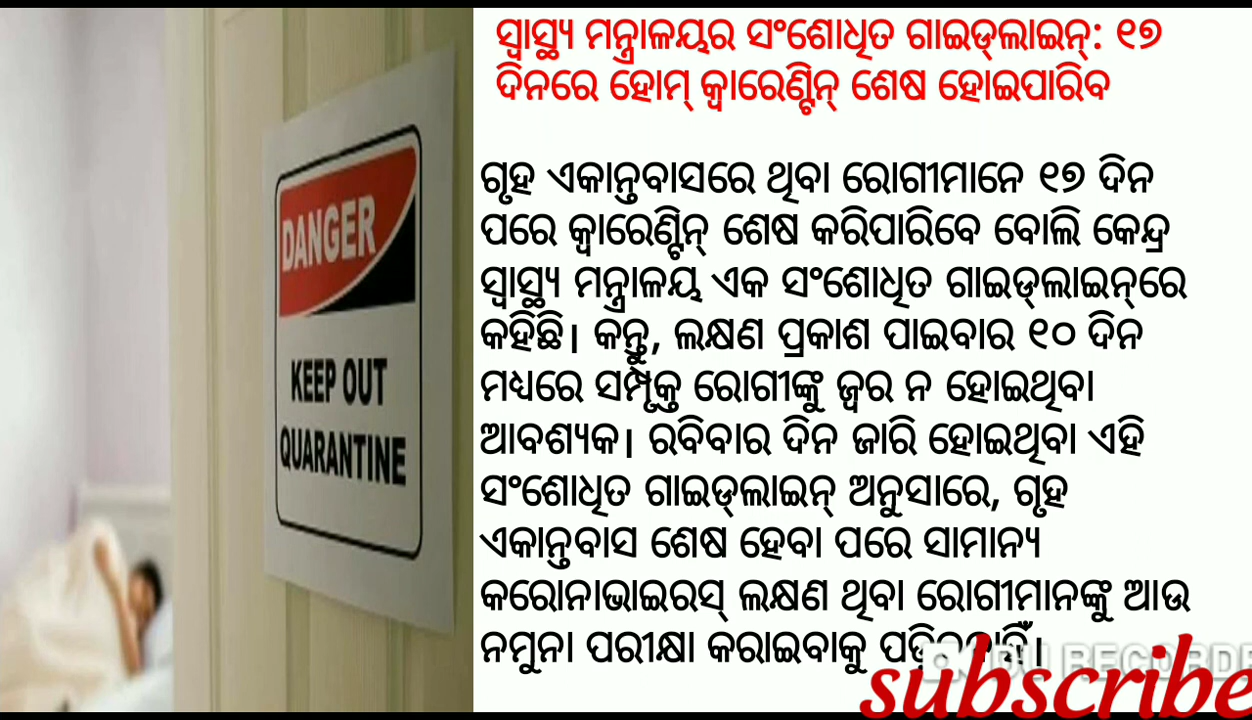 ସ୍ୱାସ୍ଥ୍ୟ ମନ୍ତ୍ରାଳୟର ସଂଶୋଧିତ ଗାଇଡ୍‌ଲାଇନ୍: ୧୭
ଦିନରେ ହୋମ୍ କ୍ୱାରେଣ୍ଟିନ୍ ଶେଷ ହୋଇପାରିବ
ଗୃହ ଏକାନ୍ତବାସରେ ଥିବା ରୋଗୀମାନେ ୧୭ ଦିନ
ପରେ କ୍ୱାରେଣ୍ଟିନ୍ ଶେଷ କରିପାରିବେ ବୋଲି କେନ୍ଦ୍ର
ସ୍ୱାସ୍ଥ୍ୟ ମନ୍ତ୍ରାଳୟ ଏକ ସଂଶୋଧିତ ଗାଇଡ୍‌ଲାଇନ୍‌ରେ
କହିଛି। କନ୍ତୁ, ଲକ୍ଷଣ ପ୍ରକାଶ ପାଇବାର ୧୦ ଦିନ
ମଧ୍ୟରେ ସମ୍ପୃକ୍ତ ରୋଗୀଙ୍କୁ ଜ୍ୱର ନ ହୋଇଥିବା
ଆବଶ୍ୟକ। ରବିବାର ଦିନ ଜାରି ହୋଇଥିବା ଏହି
ସଂଶୋଧିତ ଗାଇଡ୍‌ଲାଇନ୍ ଅନୁସାରେ, ଗୃହ
ଏକାନ୍ତବାସ ଶେଷ ହେବା ପରେ ସାମାନ୍ୟ
କରୋନାଭାଇରସ୍ ଲକ୍ଷଣ ଥିବା ରୋଗୀମାନଙ୍କୁ ଆଉ
ନମୁନା ପରୀକ୍ଷା କରାଇବାକୁ
subscribe
DANGER
KEEP OUT
QUARANTINE